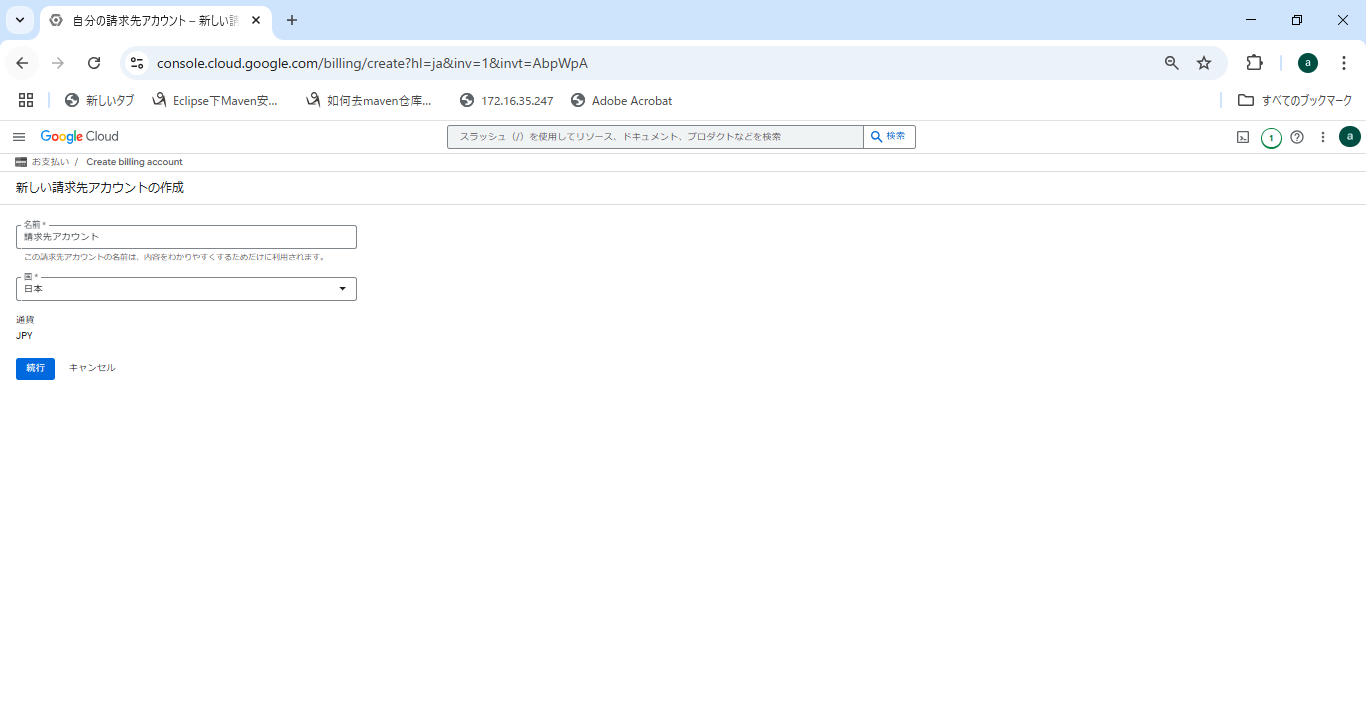 自分の請求先アカウント – 新しい請
console.cloud.google.com/billing/create?hl=ja&inv=1&invt=AbpWpA
a
新しいタブ
Eclipse下Maven安...
如何去maven仓库...
172.16.35.247
Adobe Acrobat
すべてのブックマーク
Google Cloud
スラッシュ（/）を使用してリソース、ドキュメント、プロダクトなどを検索
検索
1
a
お支払い / Create billing account
新しい請求先アカウントの作成
名前 *
請求先アカウント
この請求先アカウントの名前は、内容をわかりやすくするためだけに利用されます。
国 *
日本
通貨
JPY
続行
キャンセル